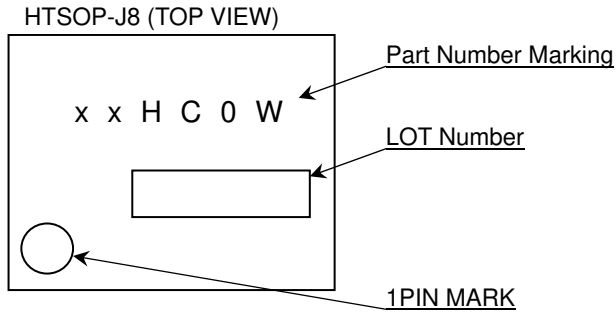 HTSOP-J8 (TOP VIEW)
Part Number Marking
x x H C 0 W
LOT Number
1PIN MARK